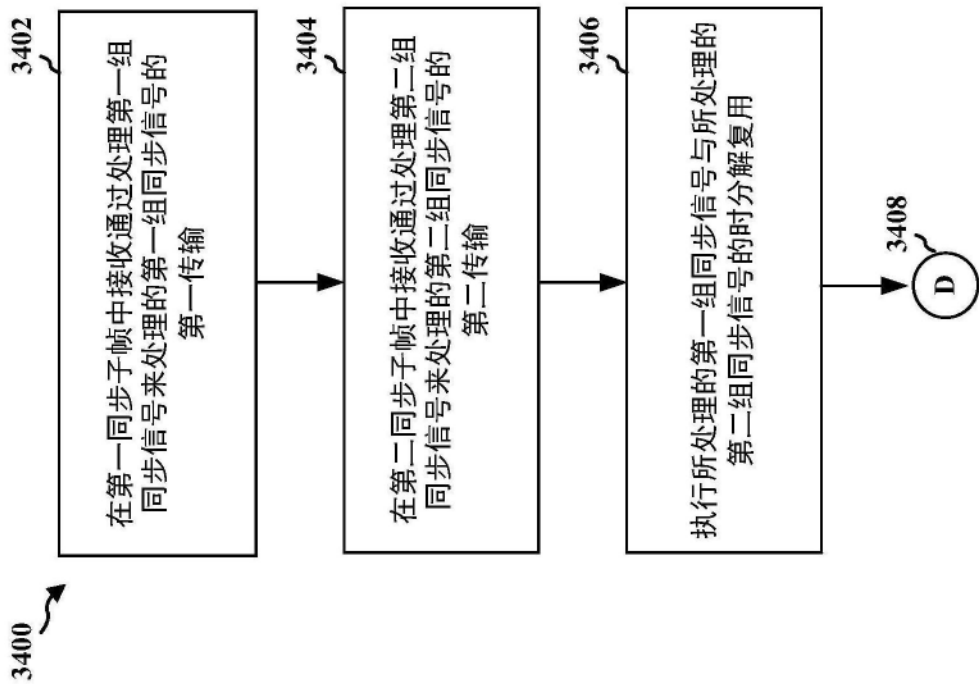 3400
3402
在第一同步子帧中接收通过处理第一组
同步信号来处理的第一组同步信号的
第一传输
3404
在第二同步子帧中接收通过处理第二组
同步信号来处理的第二组同步信号的
第二传输
3406
执行所处理的第一组同步信号与所处理的
第二组同步信号的时分解复用
3408
D